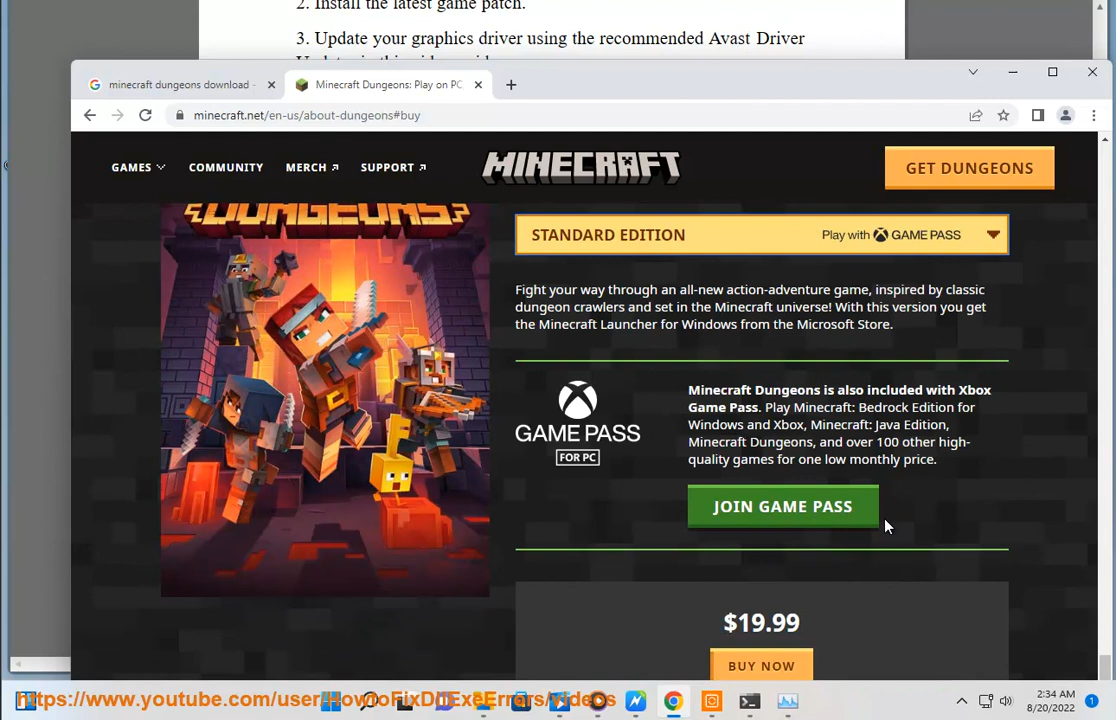 2. Install the latest game patch.
3. Update your graphics driver using the recommended Avast Driver
minecraft dungeons download -
Minecraft Dungeons: Play on PC,
minecraft.net/en-us/about-dungeons#buy
GAMES
COMMUNITY
MERCH
SUPPORT
MINECRAFT
GET DUNGEONS
DUNGEONS
STANDARD EDITION
Play with XBOX GAME PASS
Fight your way through an all-new action-adventure game, inspired by classic
dungeon crawlers and set in the Minecraft universe! With this version you get
the Minecraft Launcher for Windows from the Microsoft Store.
GAME PASS
FOR PC
Minecraft Dungeons is also included with Xbox
Game Pass. Play Minecraft: Bedrock Edition for
Windows and Xbox, Minecraft: Java Edition,
Minecraft Dungeons, and over 100 other high-
quality games for one low monthly price.
JOIN GAME PASS
$19.99
BUY NOW
https://www.youtube.com/user/HowtoFixDllExeErrors/videos
2:34 AM
8/20/2022
1